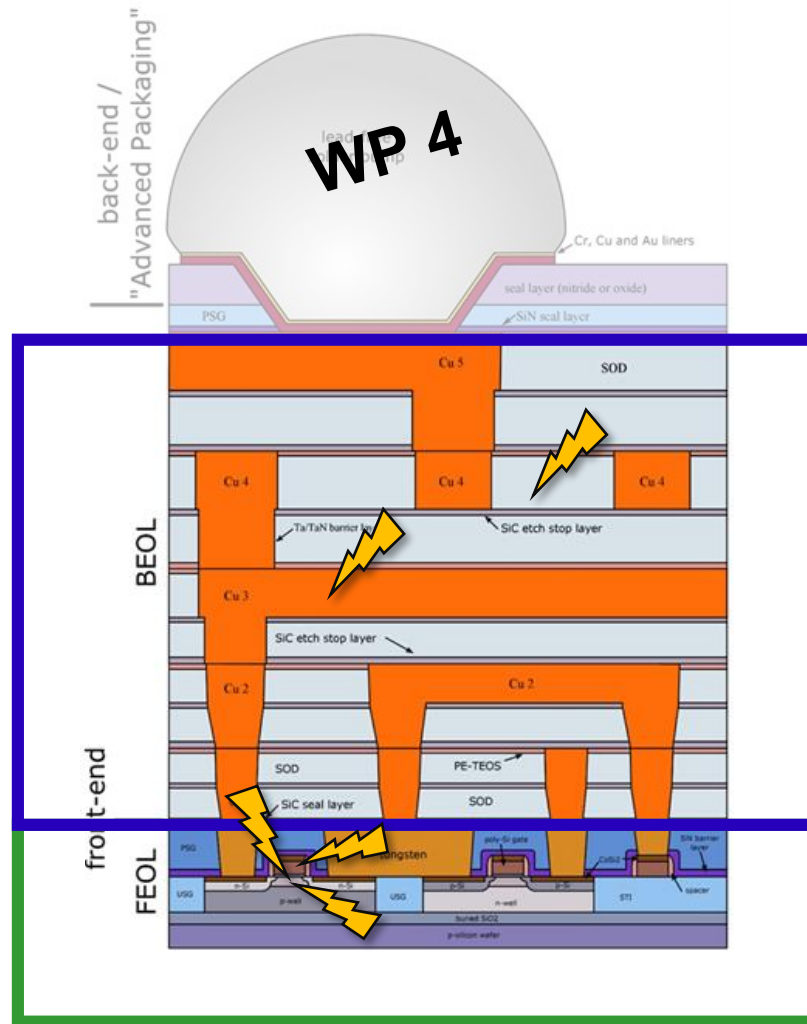 back-end /
"Advanced Packaging"
WP 4
Cr, Cu and Au liners
seal layer (nitride or oxide)
PSG
SiN seal layer
Cu 5
SOD
Cu 4
Cu 4
Cu 4
Ta/TaN barrier
SiC etch stop layer
BEOL
Cu 3
SiC etch stop layer
Cu 2
Cu 2
front-end
SOD
PE-TEOS
SiC seal layer
SOD
FEOL
PSG
tungsten
poly-Si gate
CoSi2
SiN barrier
layer
spacer
USG
n-Si
n-Si
p-well
USG
p-Si
p-Si
n-well
STI
buried SiO2
p-silicon wafer